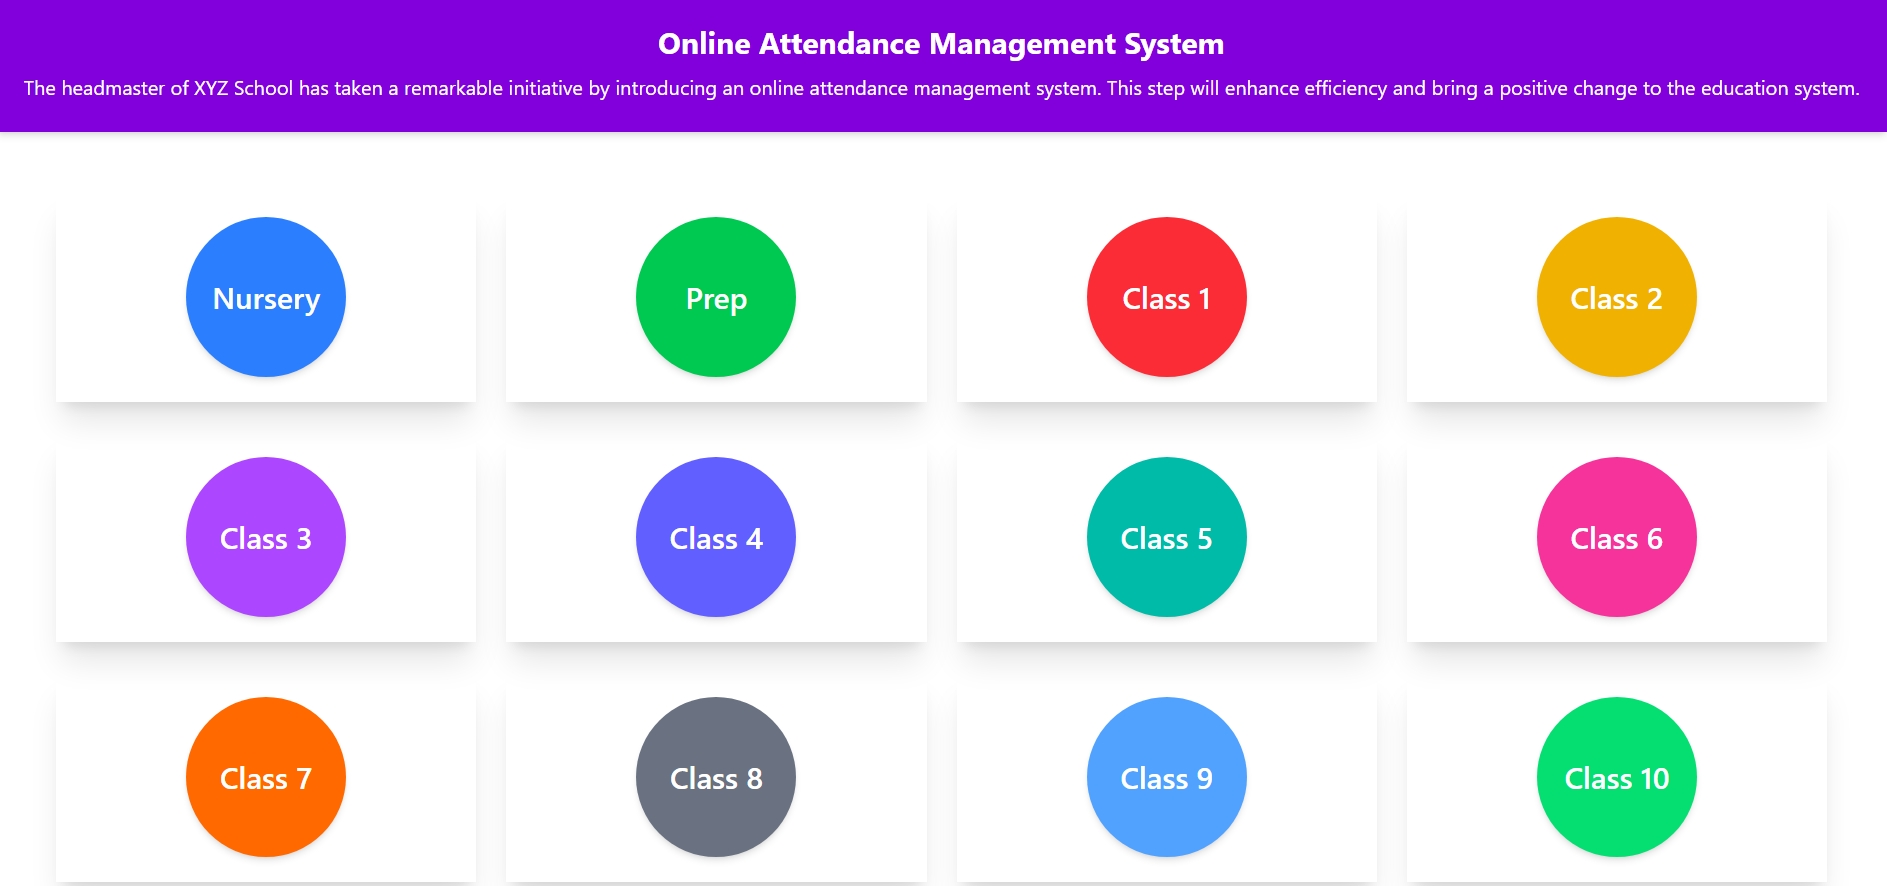 Online Attendance Management System
The headmaster of XYZ School has taken a remarkable initiative by introducing an online attendance management system. This step will enhance efficiency and bring a positive change to the education system.
Nursery
Prep
Class 1
Class 2
Class 3
Class 4
Class 5
Class 6
Class 7
Class 8
Class 9
Class 10